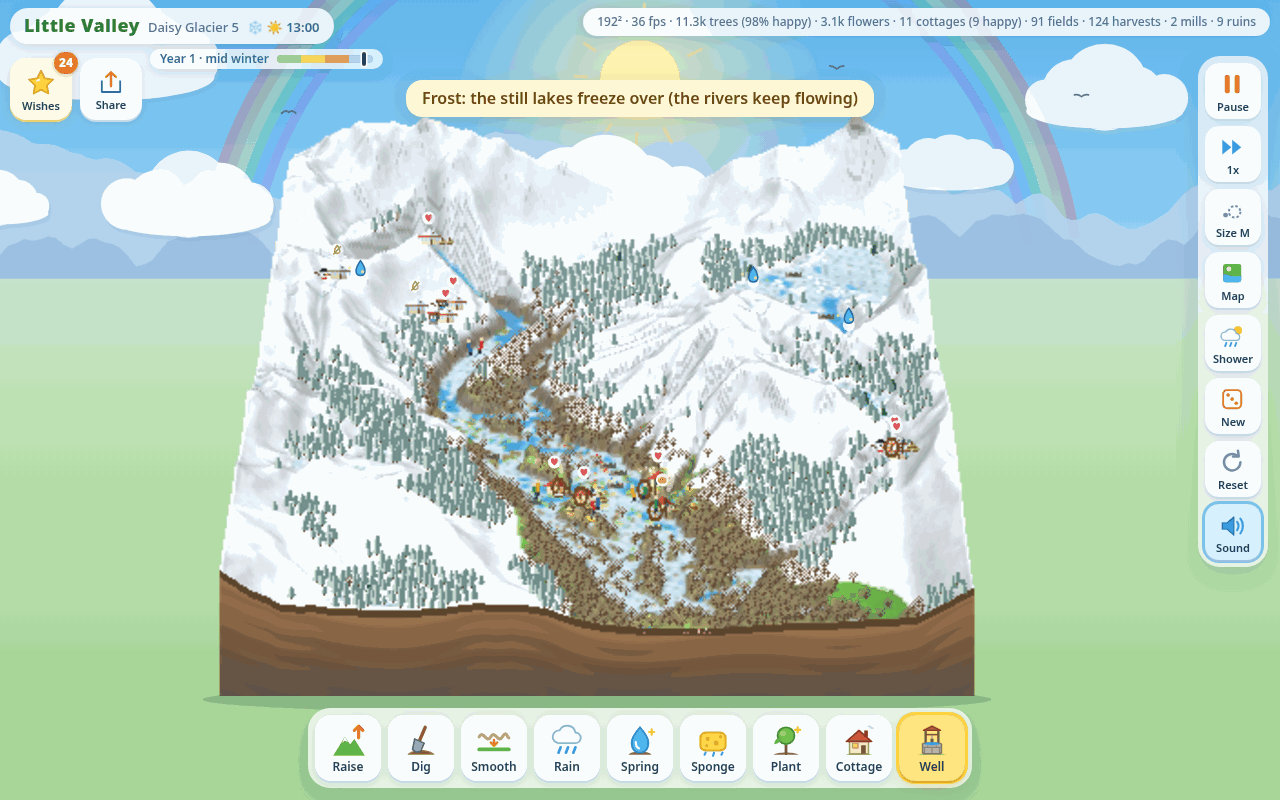 Little Valley Daisy Glacier 5 13:00
192² · 36 fps · 11.3k trees (98% happy) · 3.1k flowers · 11 cottages (9 happy) · 91 fields · 124 harvests · 2 mills · 9 ruins
Year 1 · mid winter
24
Wishes
Share
Frost: the still lakes freeze over (the rivers keep flowing)
Pause
1x
Size M
Map
Shower
New
Reset
Sound
Raise
Dig
Smooth
Rain
Spring
Sponge
Plant
Cottage
Well